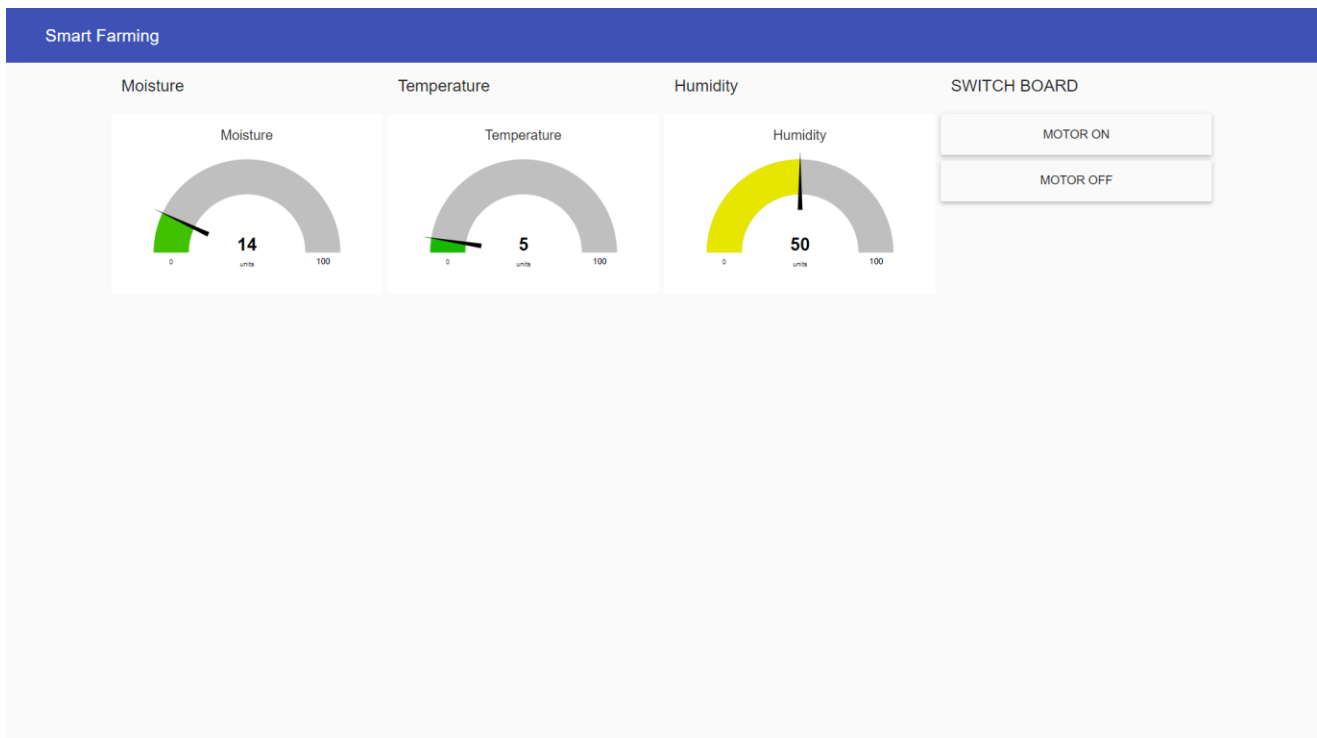 Smart Farming
Moisture
Temperature
Humidity
SWITCH BOARD
Moisture
14
units
0
100
Temperature
5
units
0
100
Humidity
50
units
0
100
MOTOR ON
MOTOR OFF